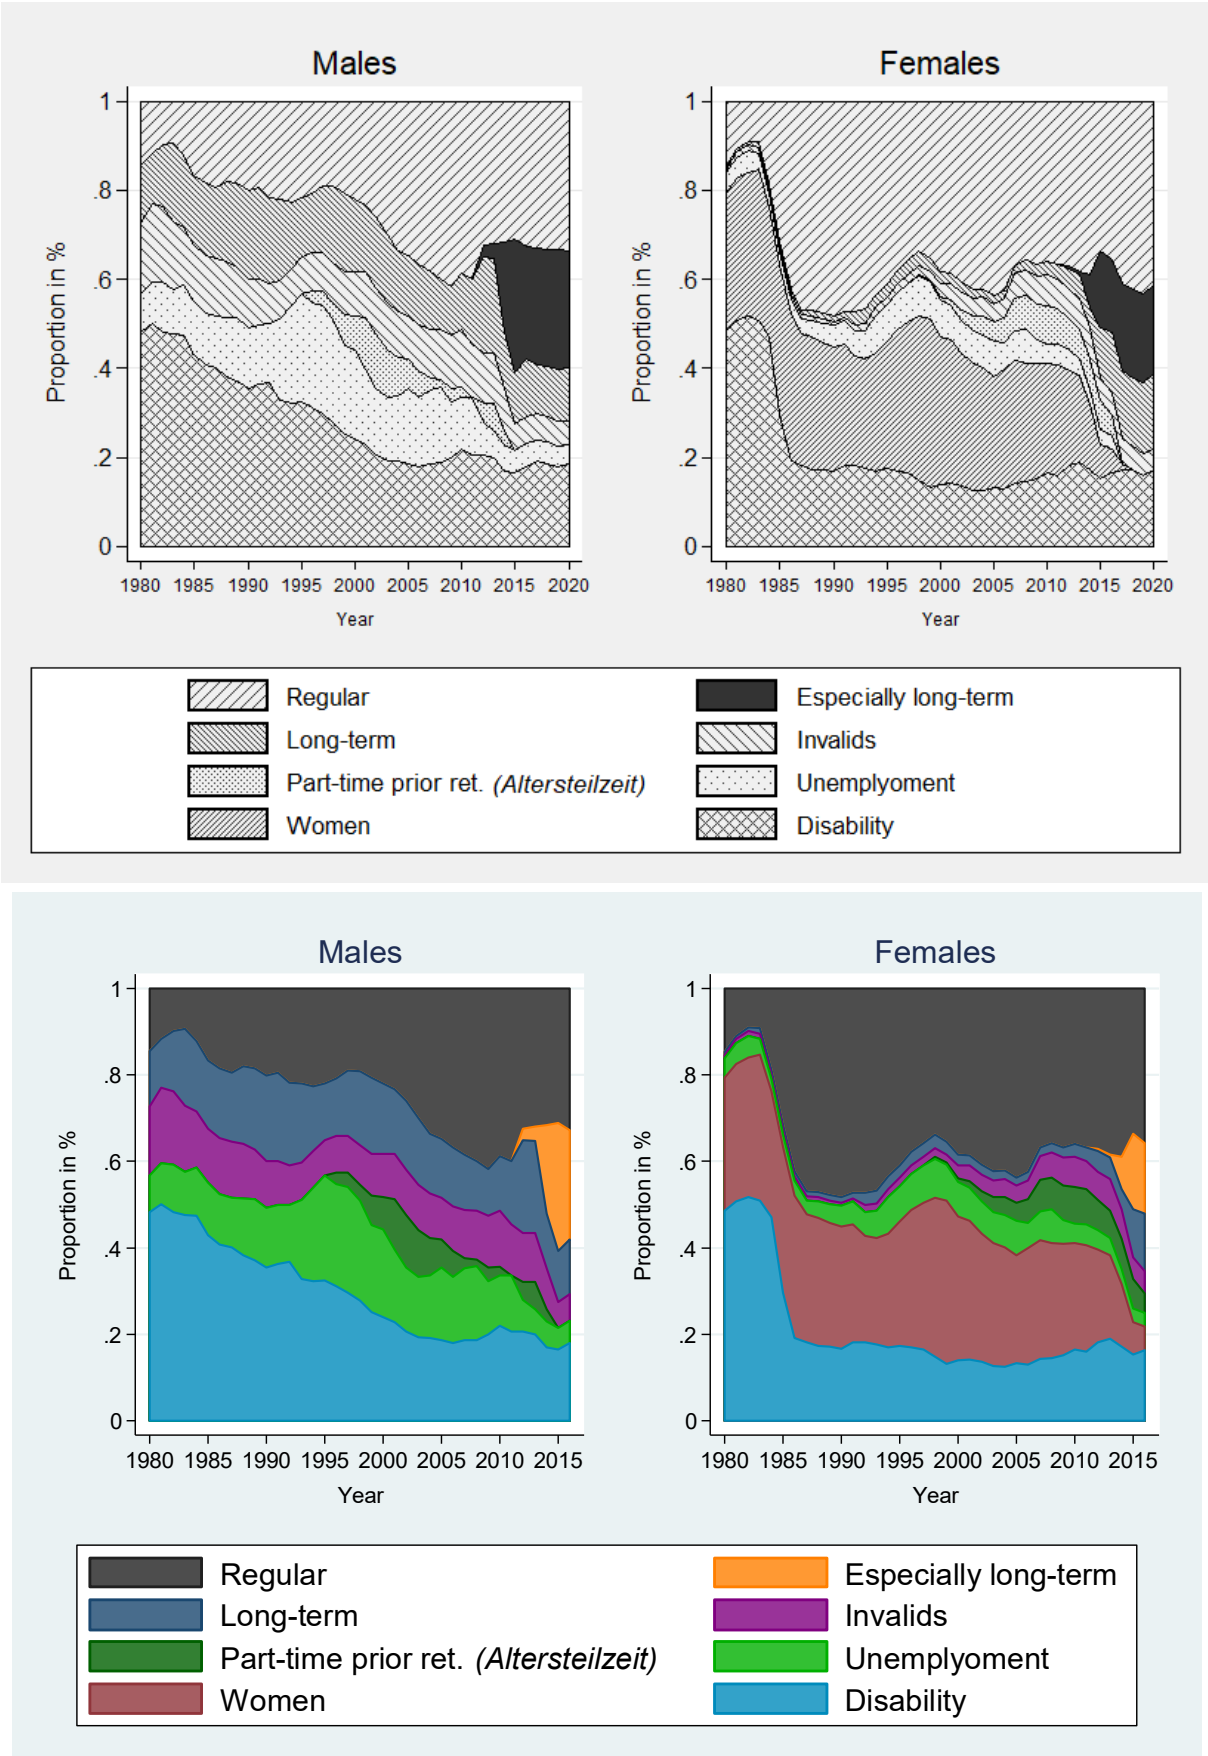 Males Females
Proportion in %
1
.8
.6
.4
.2
0
1980 1985 1990 1995 2000 2005 2010 2015 2020
Year
Proportion in %
1
.8
.6
.4
.2
0
1980 1985 1990 1995 2000 2005 2010 2015 2020
Year
Regular Especially long-term
Long-term Invalids
Part-time prior ret. (Altersteilzeit) Unemplyoment
Women Disability
Males Females
Proportion in %
1
.8
.6
.4
.2
0
1980 1985 1990 1995 2000 2005 2010 2015
Year
Proportion in %
1
.8
.6
.4
.2
0
1980 1985 1990 1995 2000 2005 2010 2015
Year
Regular Especially long-term
Long-term Invalids
Part-time prior ret. (Altersteilzeit) Unemplyoment
Women Disability